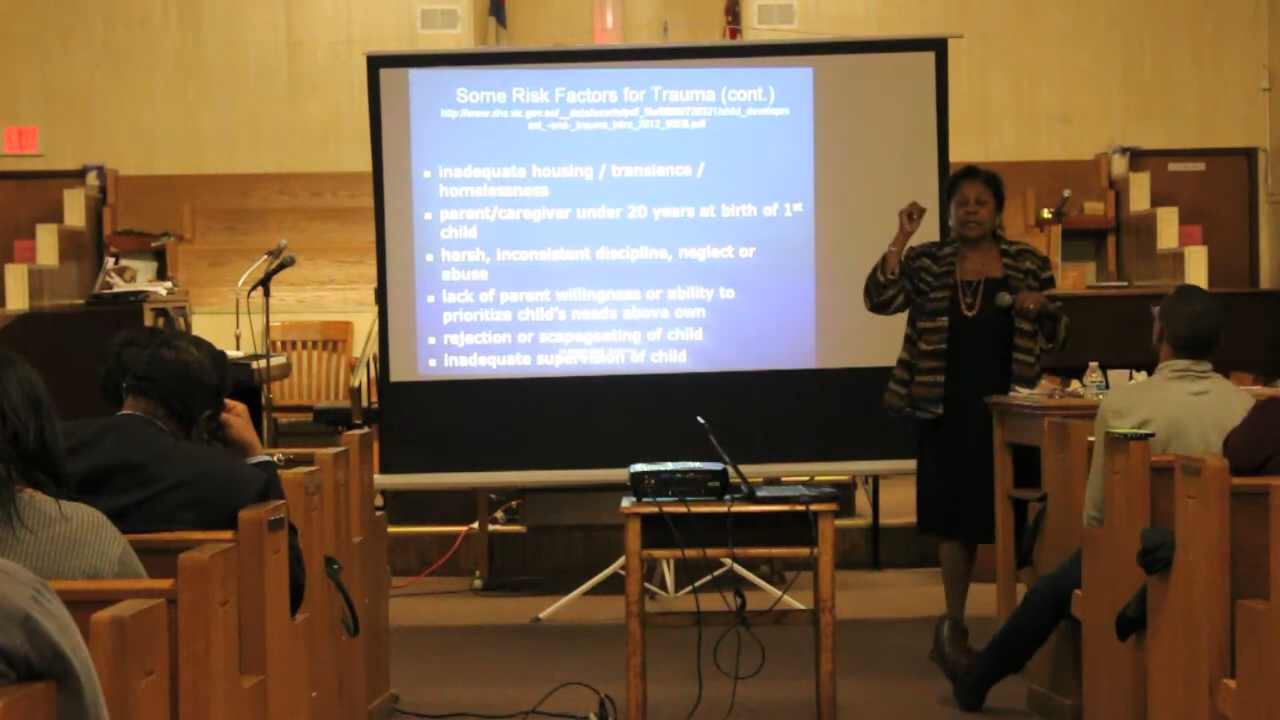 Some Risk Factors for Trauma (cont.)
▪ inadequate housing / transience /
homelessness
▪ parent/caregiver under 20 years at birth of 1st
child
▪ harsh, inconsistent discipline, neglect or
abuse
▪ lack of parent willingness or ability to
prioritize child's needs above own
▪ rejection or scapegoating of child
▪ inadequate supervision of child